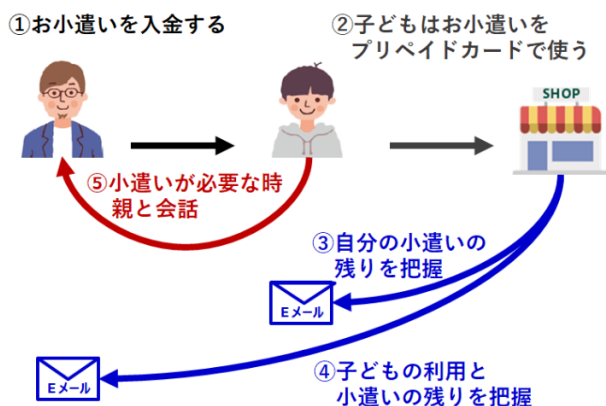 ①お小遣いを入金する
②子どもはお小遣いを
プリペイドカードで使う
SHOP
⑤小遣いが必要な時
親と会話
③自分の小遣いの
残りを把握
Eメール
④子どもの利用と
小遣いの残りを把握
Eメール